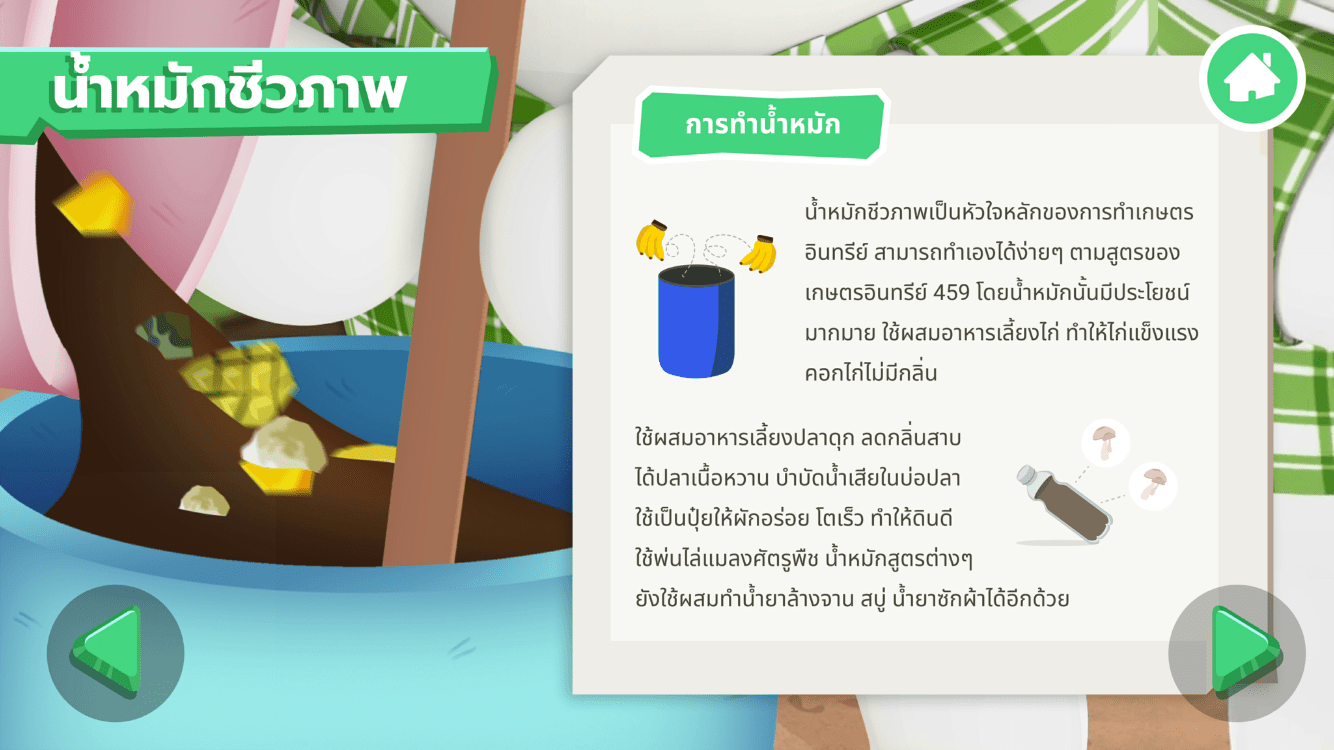 น้ำหมักชีวภาพ
การทำน้ำหมัก
น้ำหมักชีวภาพเป็นหัวใจหลักของการทำเกษตร
อินทรีย์ สามารถทำเองได้ง่ายๆ ตามสูตรของ
เกษตรอินทรีย์ 459 โดยน้ำหมักนั้นมีประโยชน์
มากมาย ใช้ผสมอาหารเลี้ยงไก่ ทำให้ไก่แข็งแรง
คอกไก่ไม่มีกลิ่น
ใช้ผสมอาหารเลี้ยงปลาดุก ลดกลิ่นสาบ
ได้ปลาเนื้อหวาน บำบัดน้ำเสียในบ่อปลา
ใช้เป็นปุ๋ยให้ผักอร่อย โตเร็ว ทำให้ดินดี
ใช้พ่นไล่แมลงศัตรูพืช น้ำหมักสูตรต่างๆ
ยังใช้ผสมทำน้ำยาล้างจาน สบู่ น้ำยาซักผ้าได้อีกด้วย